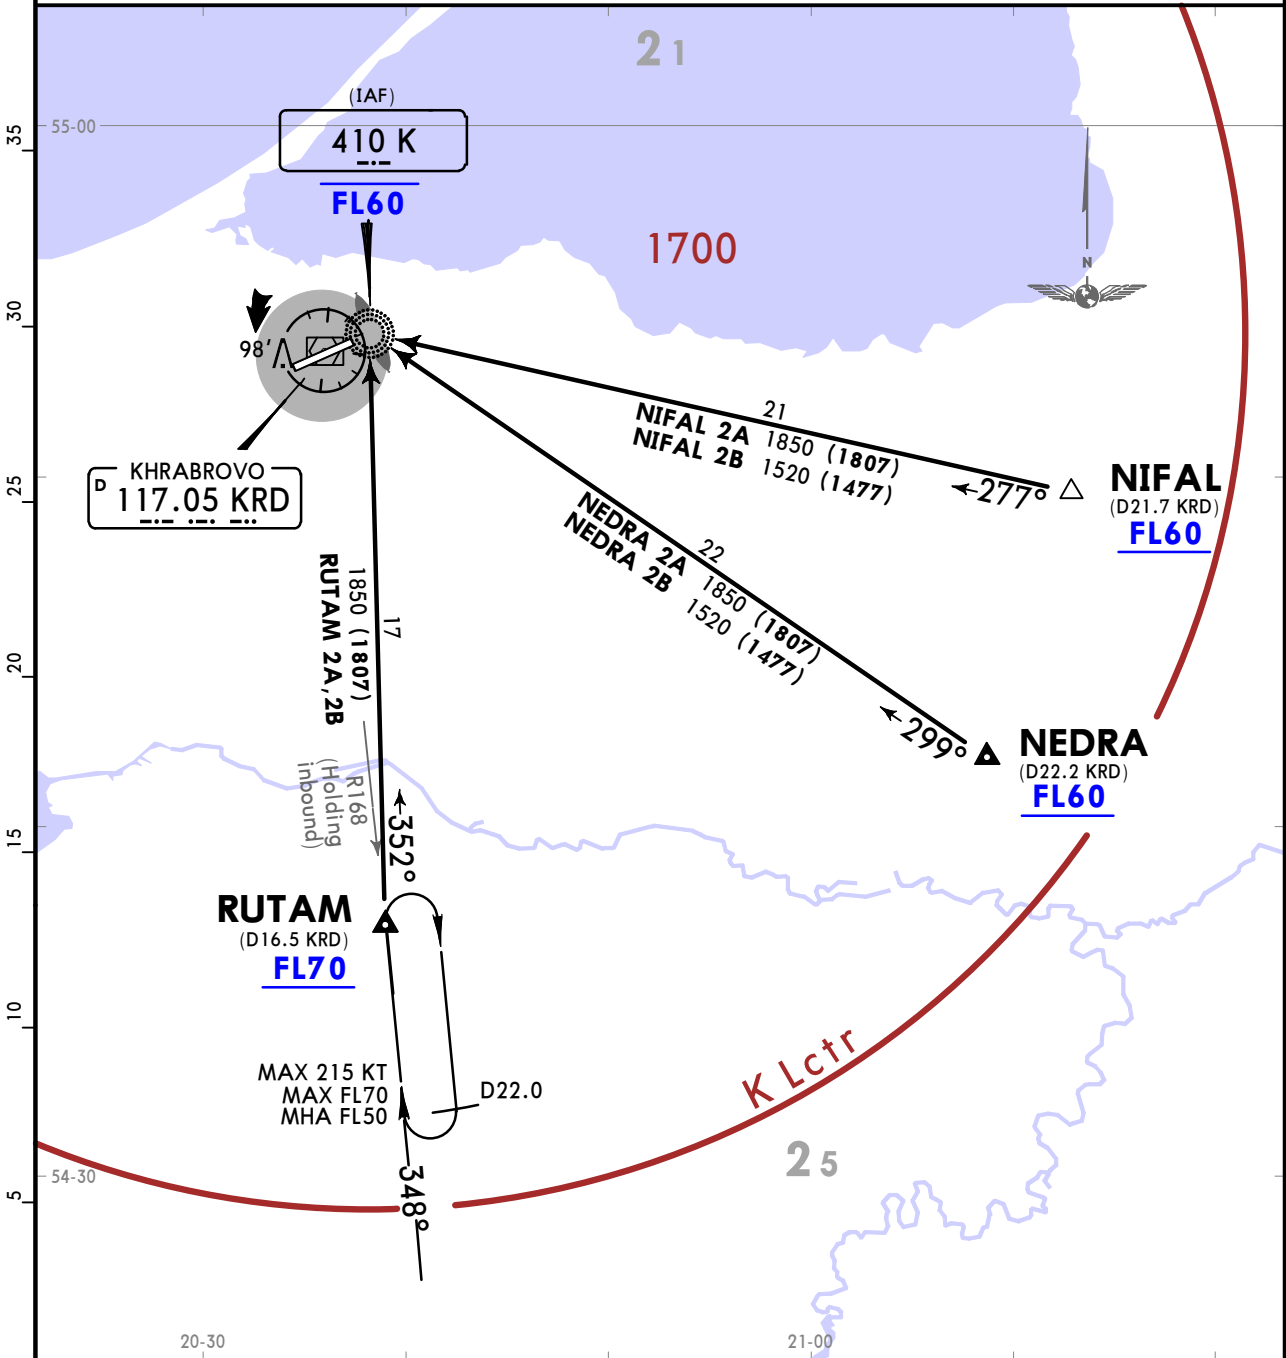 2 1
(IAF)
410 K
FL60
55-00
35
1700
N
30
98'
KHRABROVO
D 117.05 KRD
25
21
NIFAL 2A 1850 (1807)
NIFAL 2B 1520 (1477)
277°
NIFAL
(D21.7 KRD)
FL60
22
NEDRA 2A 1850 (1807)
NEDRA 2B 1520 (1477)
299°
NEDRA
(D22.2 KRD)
FL60
17
1850 (1807)
RUTAM 2A,2B
20
R168
(Holding
inbound)
352°
15
RUTAM
(D16.5 KRD)
FL70
10
MAX 215 KT
MAX FL70
MHA FL50
D22.0
K Lctr
348°
2 5
54-30
5
20-30
21-00